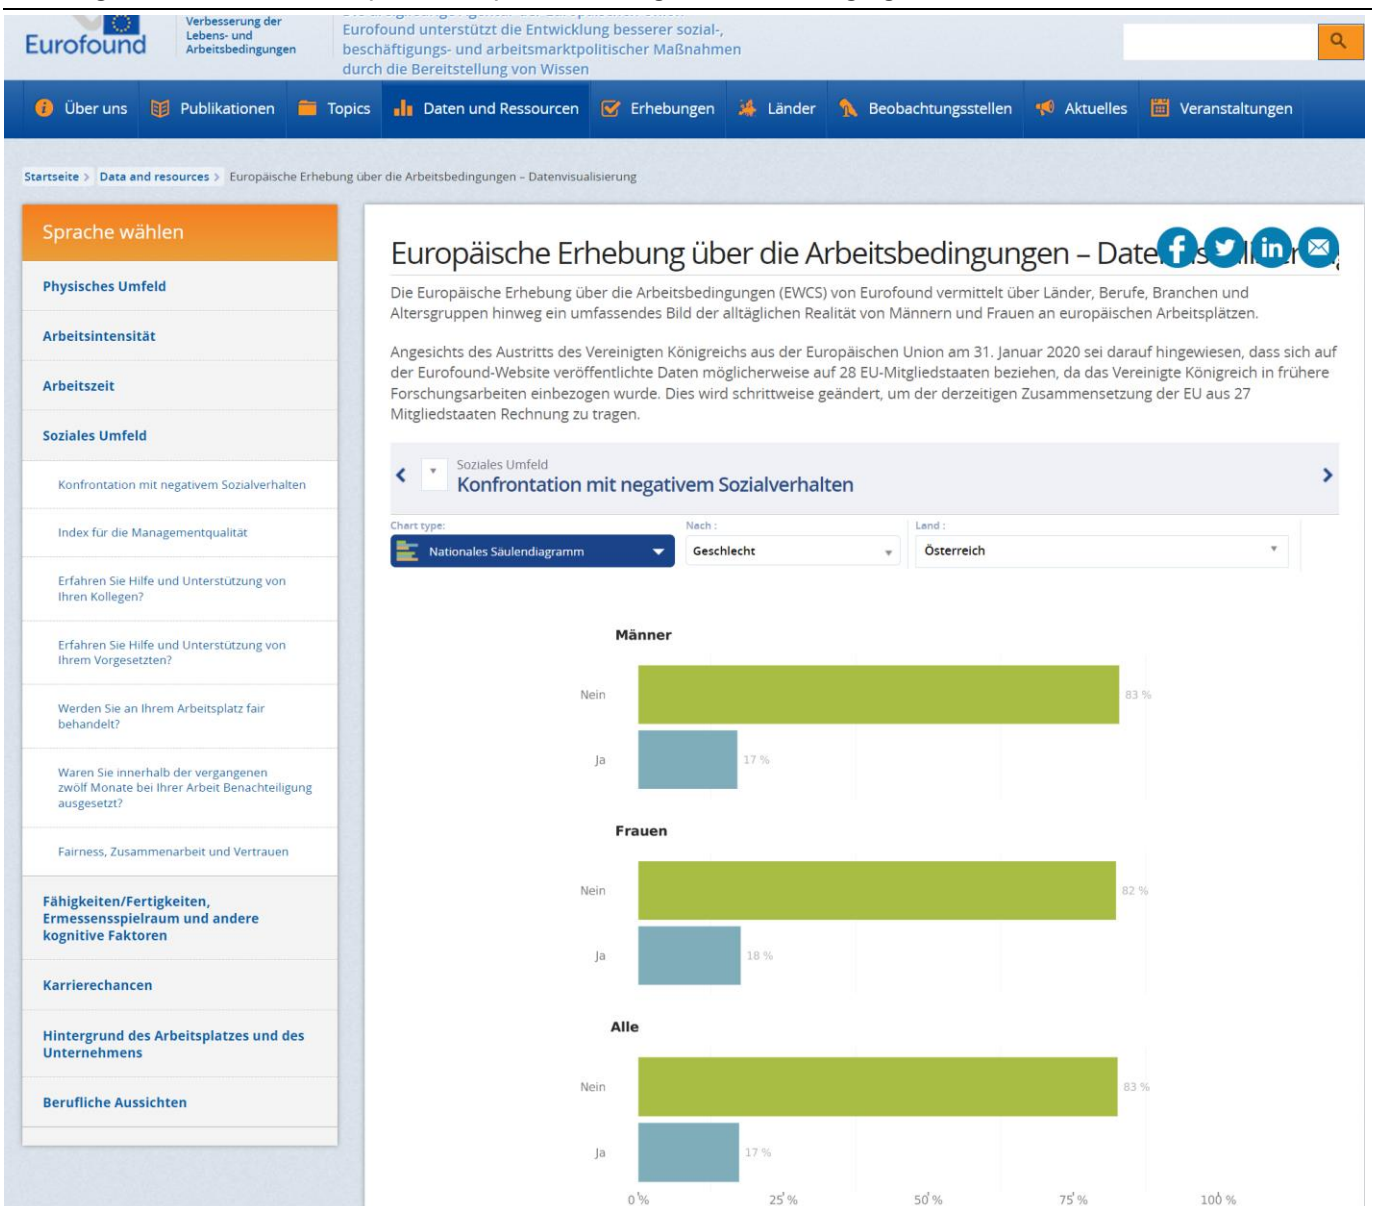 Eurofound
Verbesserung der
Lebens- und
Arbeitsbedingungen
Eurofound unterstützt die Entwicklung besserer sozial-,
beschäftigungs- und arbeitsmarktpolitischer Maßnahmen
durch die Bereitstellung von Wissen
Über uns Publikationen Topics Daten und Ressourcen Erhebungen Länder Beobachtungsstellen Aktuelles Veranstaltungen
Startseite > Data and resources > Europäische Erhebung über die Arbeitsbedingungen – Datenvisualisierung
Sprache wählen
Physisches Umfeld
Arbeitsintensität
Arbeitszeit
Soziales Umfeld
Konfrontation mit negativem Sozialverhalten
Index für die Managementqualität
Erfahren Sie Hilfe und Unterstützung von
Ihren Kollegen?
Erfahren Sie Hilfe und Unterstützung von
Ihrem Vorgesetzten?
Werden Sie an Ihrem Arbeitsplatz fair
behandelt?
Waren Sie innerhalb der vergangenen
zwölf Monate bei Ihrer Arbeit Benachteiligung
ausgesetzt?
Fairness, Zusammenarbeit und Vertrauen
Fähigkeiten/Fertigkeiten,
Ermessensspielraum und andere
kognitive Faktoren
Karrierechancen
Hintergrund des Arbeitsplatzes und des
Unternehmens
Berufliche Aussichten
Europäische Erhebung über die Arbeitsbedingungen –
Die Europäische Erhebung über die Arbeitsbedingungen (EWCS) von Eurofound vermittelt über Länder, Berufe, Branchen und
Altersgruppen hinweg ein umfassendes Bild der alltäglichen Realität von Männern und Frauen an europäischen Arbeitsplätzen.
Angesichts des Austritts des Vereinigten Königreichs aus der Europäischen Union am 31. Januar 2020 sei darauf hingewiesen, dass sich auf
der Eurofound-Website veröffentlichte Daten möglicherweise auf 28 EU-Mitgliedstaaten beziehen, da das Vereinigte Königreich in frühere
Forschungsarbeiten einbezogen wurde. Dies wird schrittweise geändert, um der derzeitigen Zusammensetzung der EU aus 27
Mitgliedstaaten Rechnung zu tragen.
Soziales Umfeld
Konfrontation mit negativem Sozialverhalten
Chart type: Nach : Land :
Nationales Säulendiagramm Geschlecht Österreich
Männer
Nein 83 %
Ja 17 %
Frauen
Nein 82 %
Ja 18 %
Alle
Nein 83 %
Ja 17 %
0 % 25 % 50 % 75 % 100 %